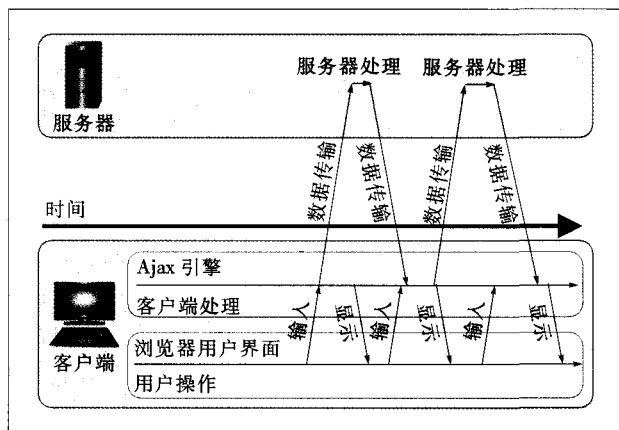 服务器处理
服务器处理
服务器
数据传输
数据传输
数据传输
数据传输
时间
Ajax 引擎
客户端处理
输入
显示
输入
显示
输入
显示
浏览器用户界面
客户端
用户操作